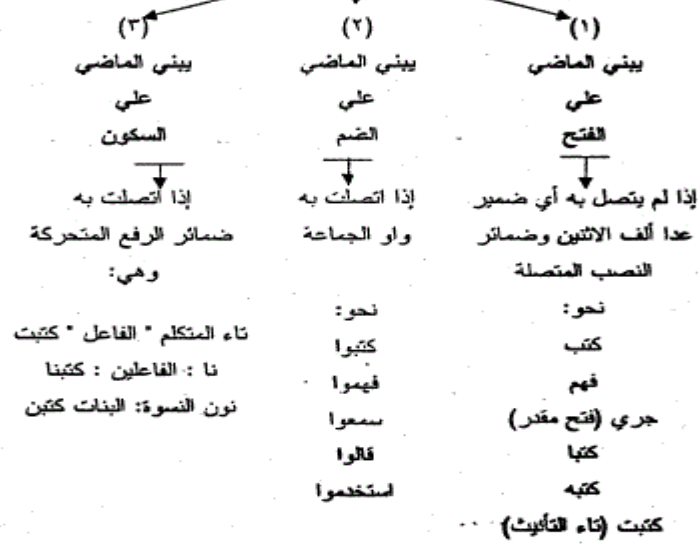 (١)
يبني الماضي
علي
الفتح
إذا لم يتصل به أي ضمير
عدا ألف الاثنين وضمائر
النصب المتصلة
نحو:
كتب
فهم
جري (فتح مقدر)
كتبا
كتبه
كتبت (تاء التأنيث)
(٢)
يبني الماضي
علي
الضم
إذا اتصلت به
واو الجماعة
نحو:
كتبوا
فهموا
سمعوا
قالوا
استخدموا
(٣)
يبني الماضي
علي
السكون
إذا اتصلت به
ضمائر الرفع المتحركة
وهي:
تاء المتكلم " الفاعل " كتبت
نا : الفاعلين : كتبنا
نون النسوة: البنات كتبن